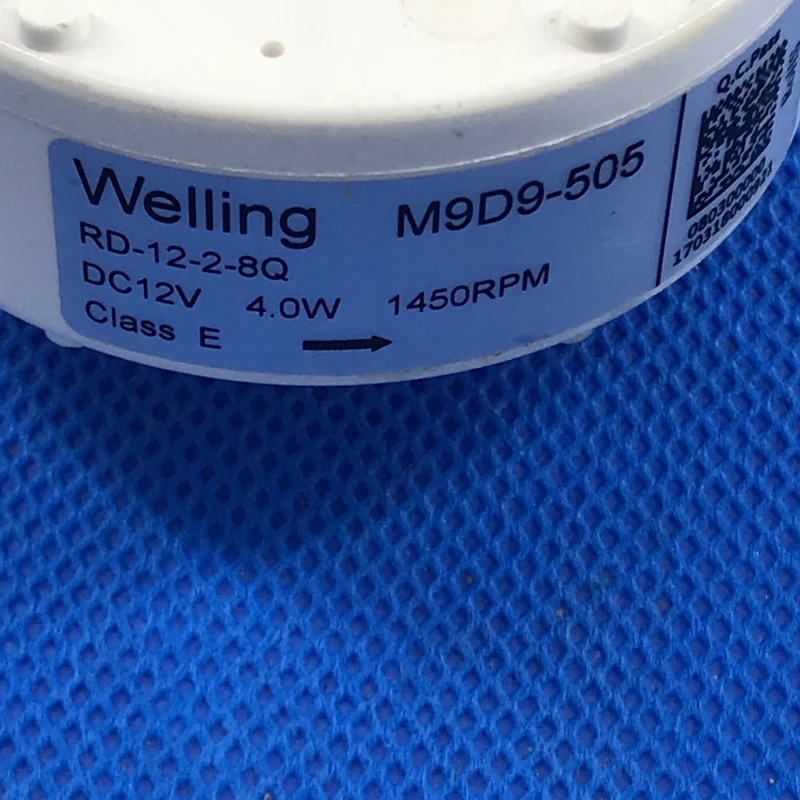 Welling M9D9-505
RD-12-2-8Q
DC12V 4.0W 1450RPM
Class E
Q.C.Pass